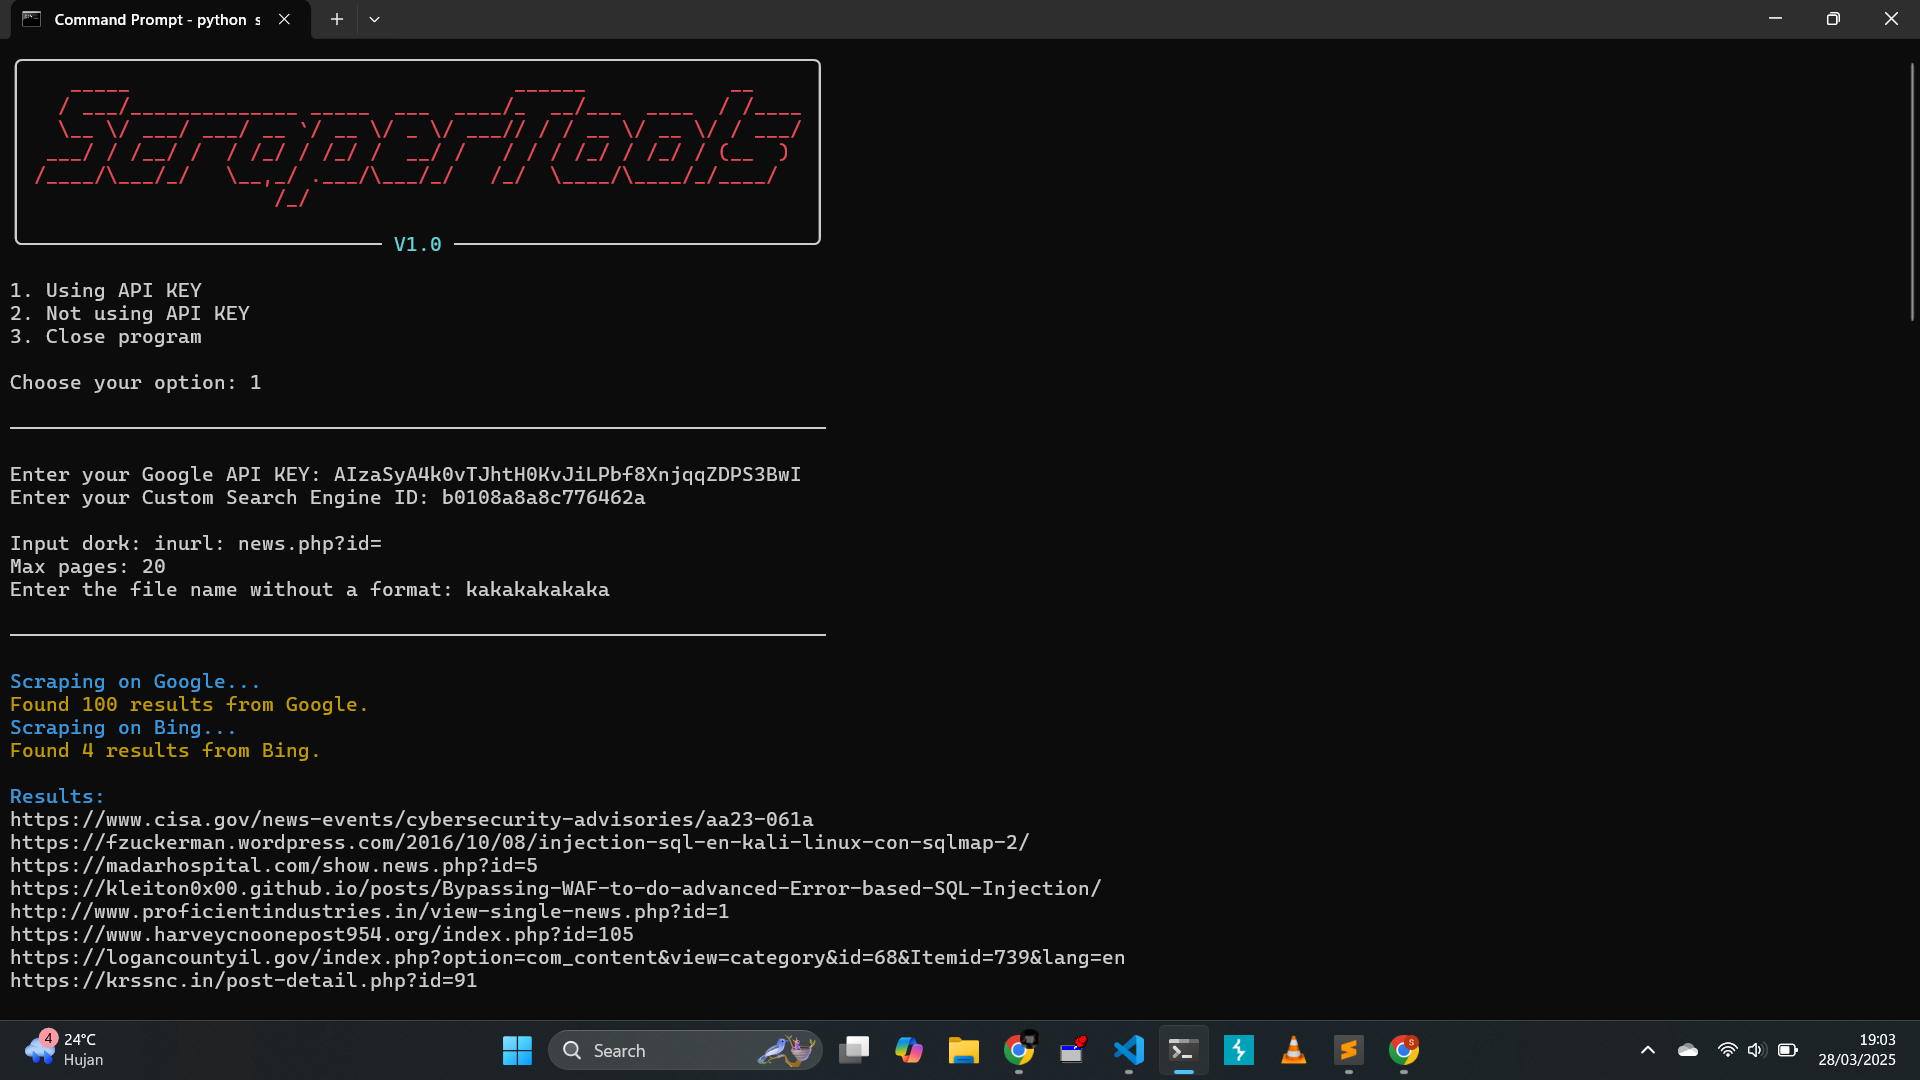 Command Prompt - python s
ScraperTools
V1.0
1. Using API KEY
2. Not using API KEY
3. Close program
Choose your option: 1
Enter your Google API KEY: AIzaSyA4k0vTJhtH0KvJiLPbf8XnjqqZDPS3BwI
Enter your Custom Search Engine ID: b0108a8a8c776462a
Input dork: inurl: news.php?id=
Max pages: 20
Enter the file name without a format: kakakakakaka
Scraping on Google...
Found 100 results from Google.
Scraping on Bing...
Found 4 results from Bing.
Results:
https://www.cisa.gov/news-events/cybersecurity-advisories/aa23-061a
https://fzuckerman.wordpress.com/2016/10/08/injection-sql-en-kali-linux-con-sqlmap-2/
https://madarhospital.com/show.news.php?id=5
https://kleiton0x00.github.io/posts/Bypassing-WAF-to-do-advanced-Error-based-SQL-Injection/
http://www.proficientindustries.in/view-single-news.php?id=1
https://www.harveycnoonepost954.org/index.php?id=105
https://logancountyil.gov/index.php?option=com_content&view=category&id=68&Itemid=739&lang=en
https://krssnc.in/post-detail.php?id=91
4
24°C
Hujan
Search
S
19:03
28/03/2025